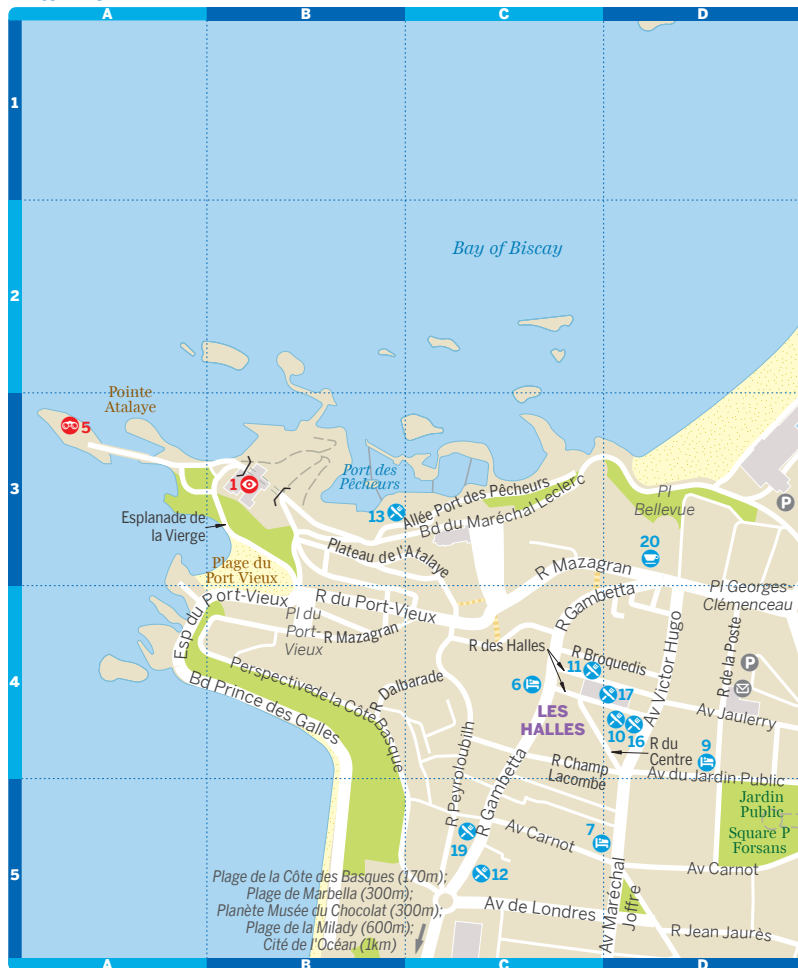 A
B
C
D
1
2
3
4
5
Bay of Biscay
Pointe
Atalaye
5
1
Port des
Pêcheurs
13
Allée Port des Pêcheurs
Bd du Maréchal Leclerc
Pl
Bellevue
P
Esplanade de
la Vierge
Plateau de l'Atalaye
20
Plage du
Port Vieux
R Mazagran
Pl Georges-
Clémenceau
Esp du Port-Vieux
R du Port-Vieux
Pl du
Port-
Vieux
R Mazagran
R Gambetta
R des Halles
R Broquedis
11
Av Victor Hugo
R de la Poste
P
Perspective de la Côte Basque
Bd Prince des Galles
R Dalbarade
6
17
LES
HALLES
10
16
Av Jaulerry
R du
Centre
9
R Peyroloubilh
R Gambetta
R Champ
Lacombé
Av du Jardin Public
Jardin
Public
Square P
Forsans
19
Av Carnot
7
12
Av Carnot
Plage de la Côte des Basques (170m);
Plage de Marbella (300m);
Planète Musée du Chocolat (300m);
Plage de la Milady (600m);
Cité de l'Océan (1km)
Av de Londres
Av Maréchal
Joffre
R Jean Jaurès
A
B
C
D